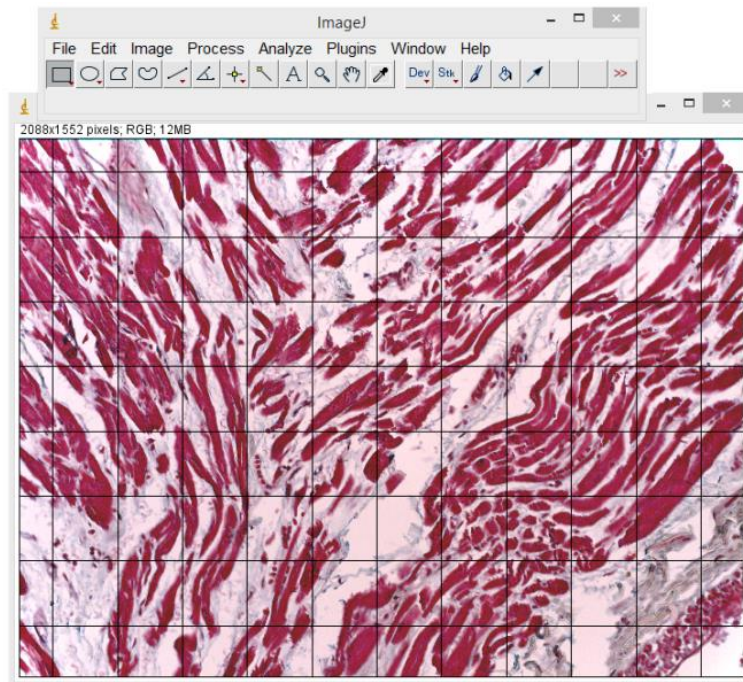 ImageJ
File Edit Image Process Analyze Plugins Window Help
A Dev Stk >>
2088x1552 pixels; RGB; 12MB